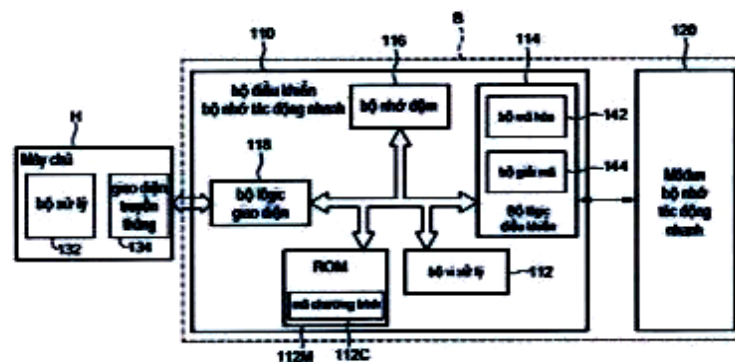 B
110
116
114
120
bộ điều khiển
bộ nhớ tác động nhanh
bộ nhớ đệm
bộ mã hóa
142
H
118
Máy chủ
bộ xử lý
giao diện
truyền
thông
bộ lôgic
giao diện
bộ giải mã
144
Môđun
bộ nhớ
tác động
nhanh
Bộ lôgic
điều khiển
132
134
ROM
bộ vi xử lý
112
mã chương trình
112M
112C